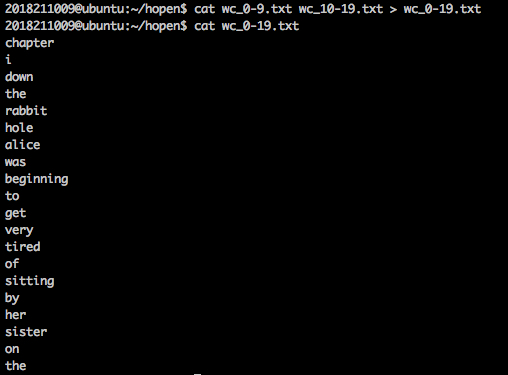 2018211009@ubuntu:~/hopen$ cat wc_0-9.txt wc_10-19.txt > wc_0-19.txt
2018211009@ubuntu:~/hopen$ cat wc_0-19.txt
chapter
i
down
the
rabbit
hole
alice
was
beginning
to
get
very
tired
of
sitting
by
her
sister
on
the